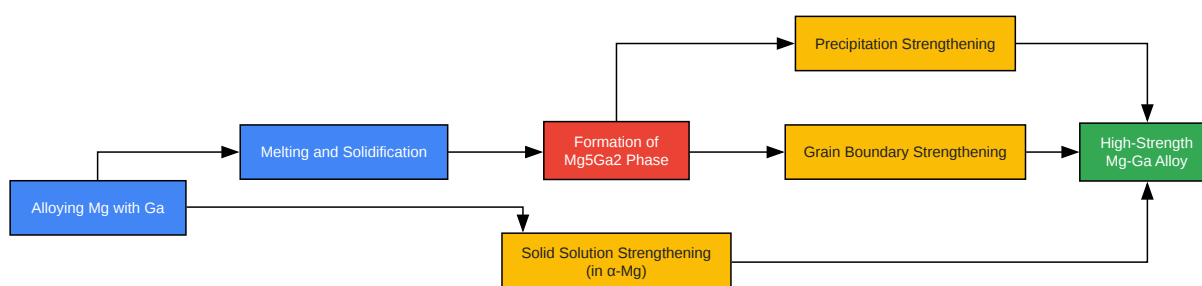 Precipitation Strengthening
Melting and Solidification
Formation of
Mg5Ga2 Phase
Grain Boundary Strengthening
High-Strength
Mg-Ga Alloy
Alloying Mg with Ga
Solid Solution Strengthening
(in α-Mg)